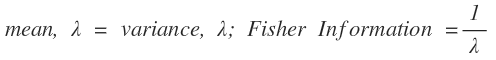 mean, λ = variance, λ; Fisher Information = 1/λ